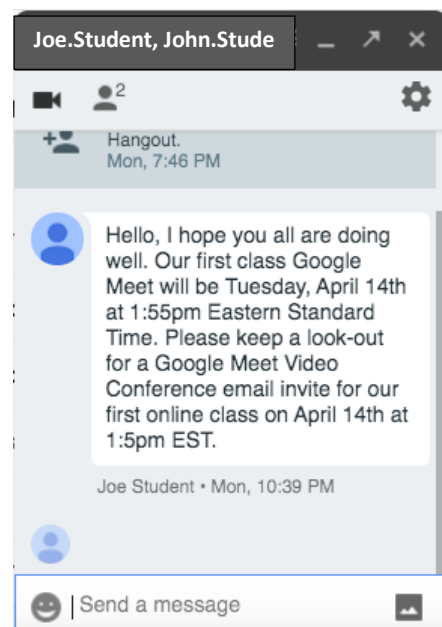 Joe.Student, John.Stude
2
Hangout.
Mon, 7:46 PM
Hello, I hope you all are doing
well. Our first class Google
Meet will be Tuesday, April 14th
at 1:55pm Eastern Standard
Time. Please keep a look-out
for a Google Meet Video
Conference email invite for our
first online class on April 14th at
1:5pm EST.
Joe Student • Mon, 10:39 PM
Send a message